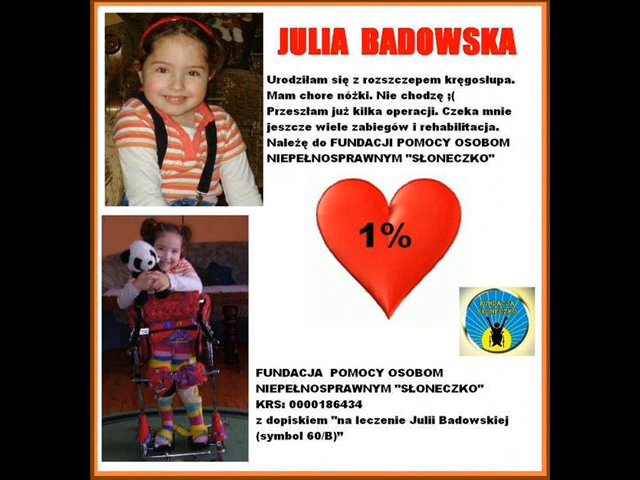 JULIA BADOWSKA
Urodziłam się z rozszczepem kręgosłupa.
Mam chore nóżki. Nie chodzę ;(
Przeszłam już kilka operacji. Czeka mnie
jeszcze wiele zabiegów i rehabilitacja.
Należę do FUNDACJI POMOCY OSOBOM
NIEPEŁNOSPRAWNYM "SŁONECZKO"
1%
FUNDACJA
SŁONECZKO
FUNDACJA POMOCY OSOBOM
NIEPEŁNOSPRAWNYM "SŁONECZKO"
KRS: 0000186434
z dopiskiem "na leczenie Julii Badowskiej
(symbol 60/B)”